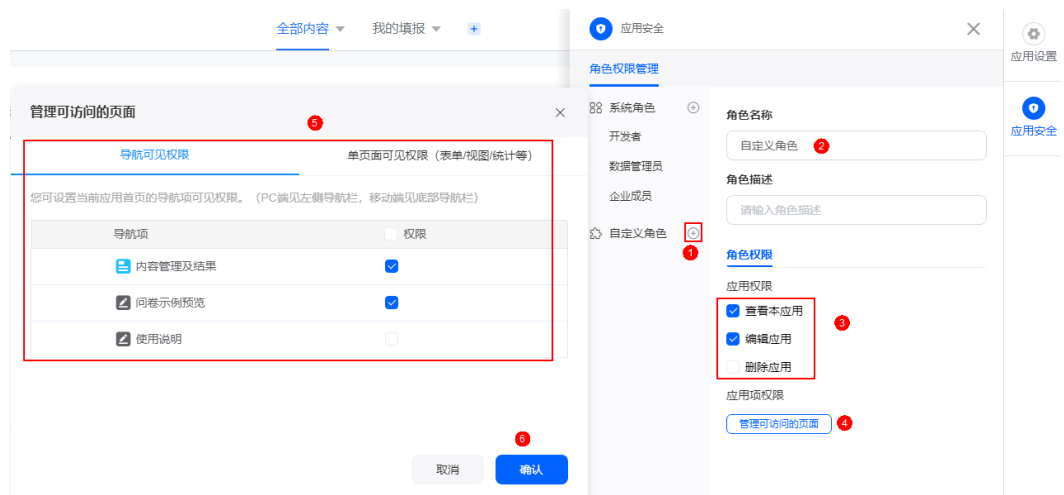 全部内容
我的填报
+
应用安全
应用设置
角色权限管理
应用安全
管理可访问的页面
5
导航可见权限
单页面可见权限（表单/视图/统计等）
您可设置当前应用首页的导航项可见权限。（PC端见左侧导航栏，移动端见底部导航栏）
导航项
权限
内容管理及结果
问卷示例预览
使用说明
6
取消
确认
系统角色
开发者
数据管理员
企业成员
自定义角色
1
角色名称
自定义角色
2
角色描述
请输入角色描述
角色权限
应用权限
查看本应用
编辑应用
删除应用
3
应用项权限
管理可访问的页面
4